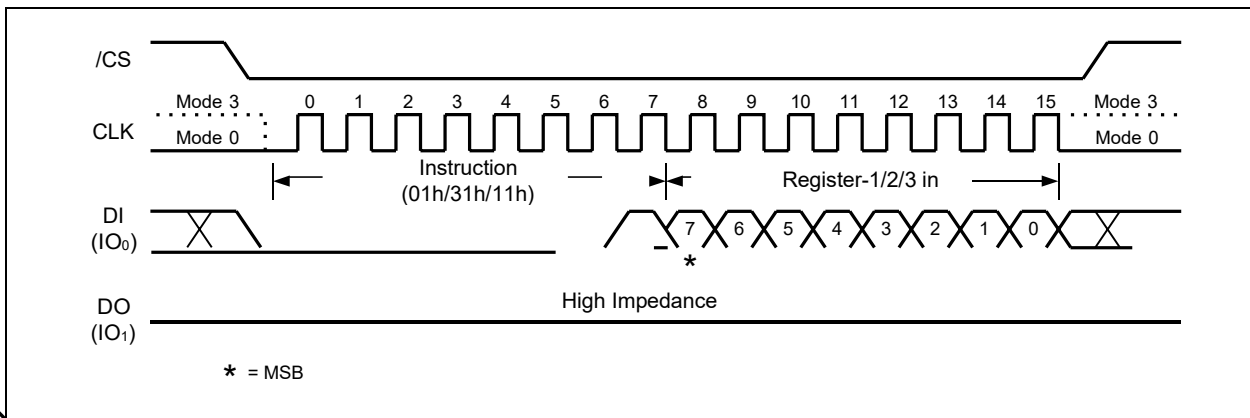 /CS
Mode 3 0 1 2 3 4 5 6 7 8 9 10 11 12 13 14 15 Mode 3
CLK Mode 0 Mode 0
Instruction
(01h/31h/11h)
Register-1/2/3 in
DI
(IO₀)
7 6 5 4 3 2 1 0
*
High Impedance
DO
(IO₁)
* = MSB